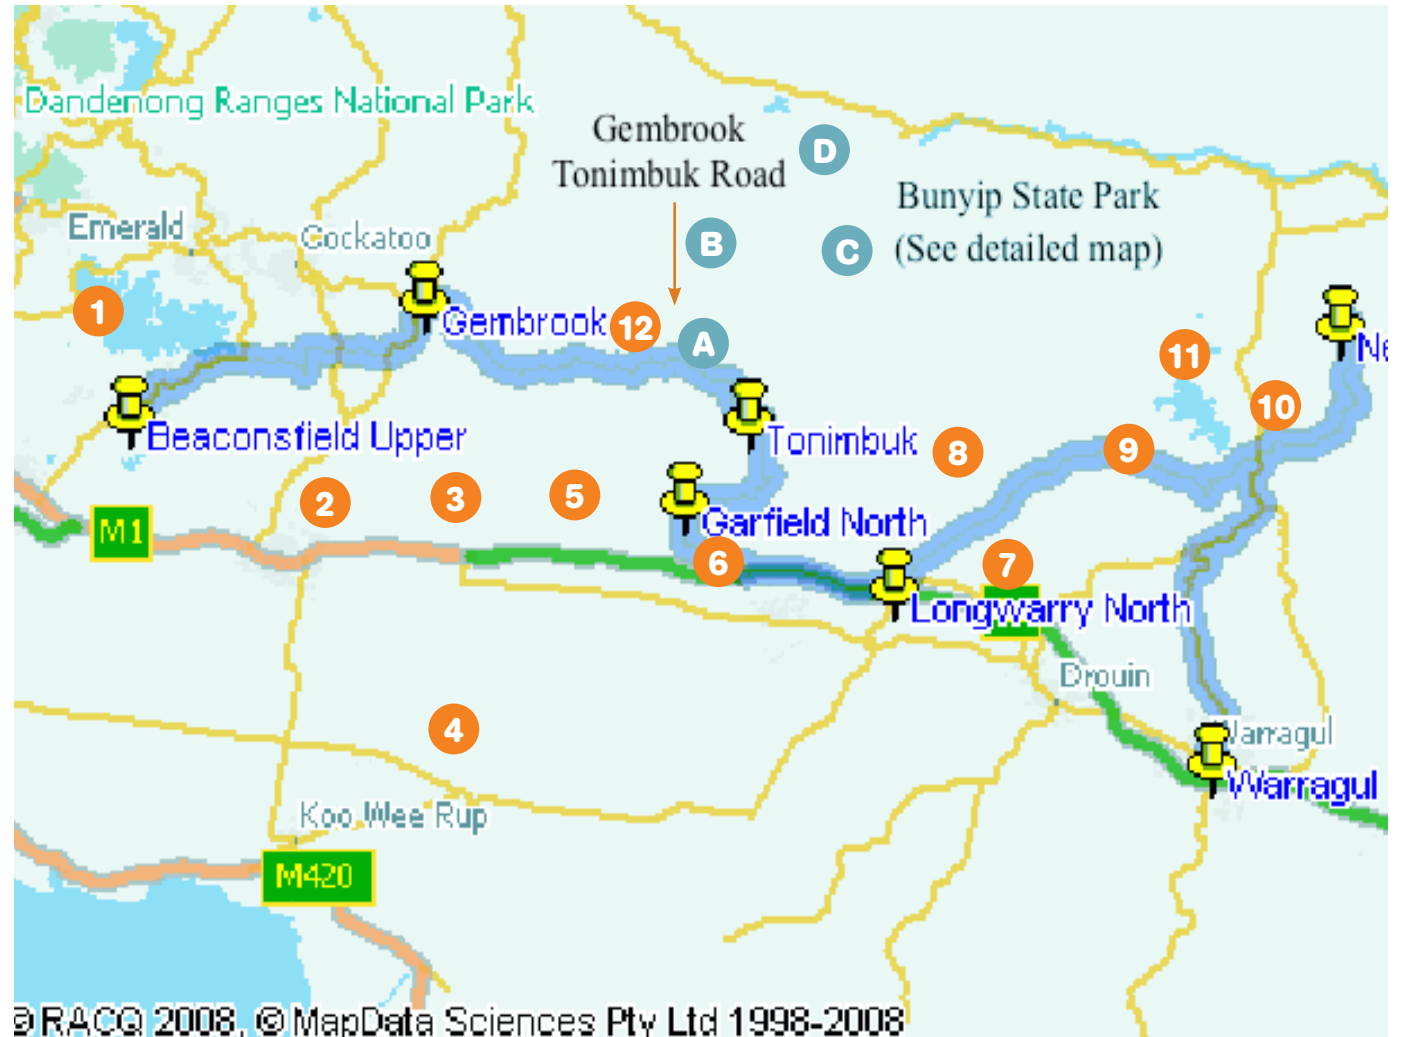 Dandenong Ranges National Park
Gembrook
Tonimbuk Road
D
Bunyip State Park
(See detailed map)
Emerald
Cockatoo
B
C
1
Gembrook
12
A
11
Beaconsfield Upper
Tonimbuk
8
9
10
2
3
5
M1
Garfield North
6
7
Longwarry North
Drouin
4
Warragul
Warragul
Koo Wee Rup
M420
© RACQ 2008, © MapData Sciences Pty Ltd 1998-2008